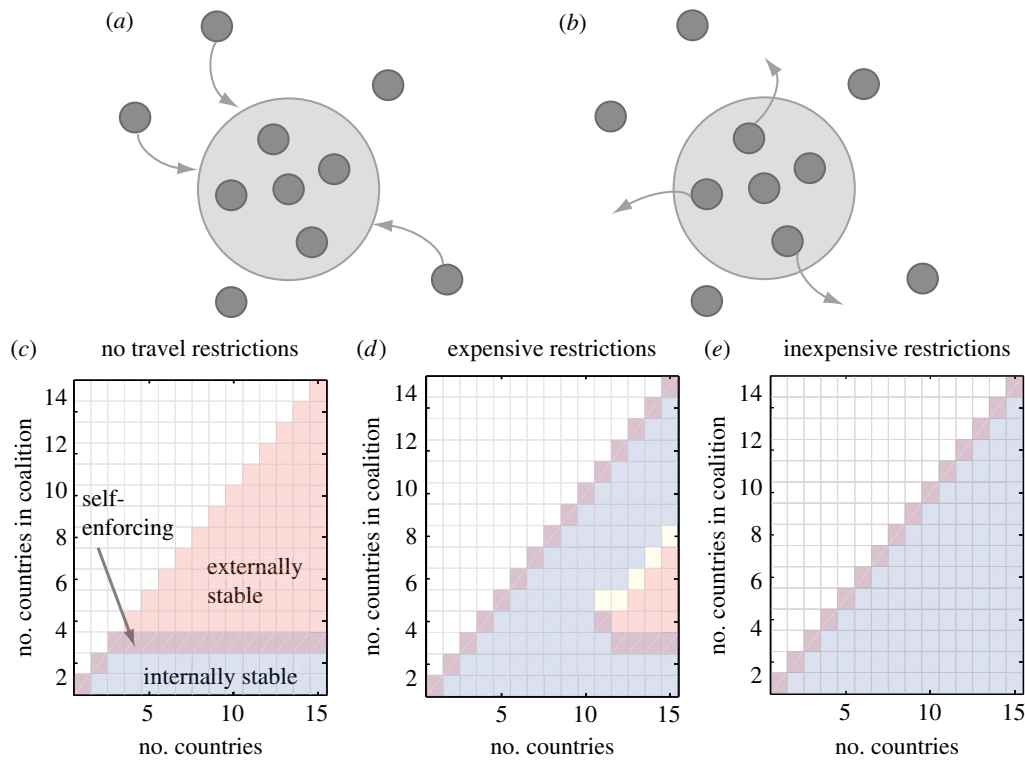 (a)
(b)
(c) no travel restrictions
(d) expensive restrictions
(e) inexpensive restrictions
no. countries in coalition
14
12
10
8
6
4
2
self-
enforcing
externally
stable
internally stable
5 10 15
no. countries
no. countries in coalition
14
12
10
8
6
4
2
5 10 15
no. countries
no. countries in coalition
14
12
10
8
6
4
2
5 10 15
no. countries